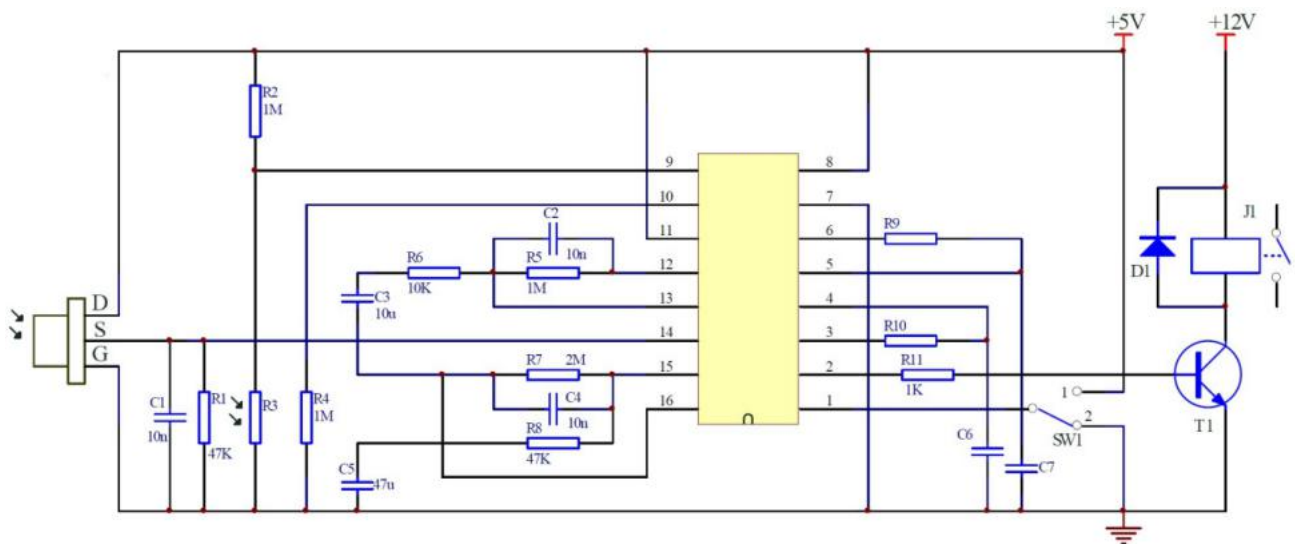 +5V +12V
R2
1M
9 8
10 7
C2
J1
11 6 R9
10n
R6 R5
12 5
D1
10K 1M
C3
13 4
10u
D
S
R10
14 3
G
R7 2M R11
15 2
1
1K
C1 R1 R3 R4
1M
C4
16 1
2
T1
10n
10n
R8
SW1
47K
47K
C6
C5
C7
47u